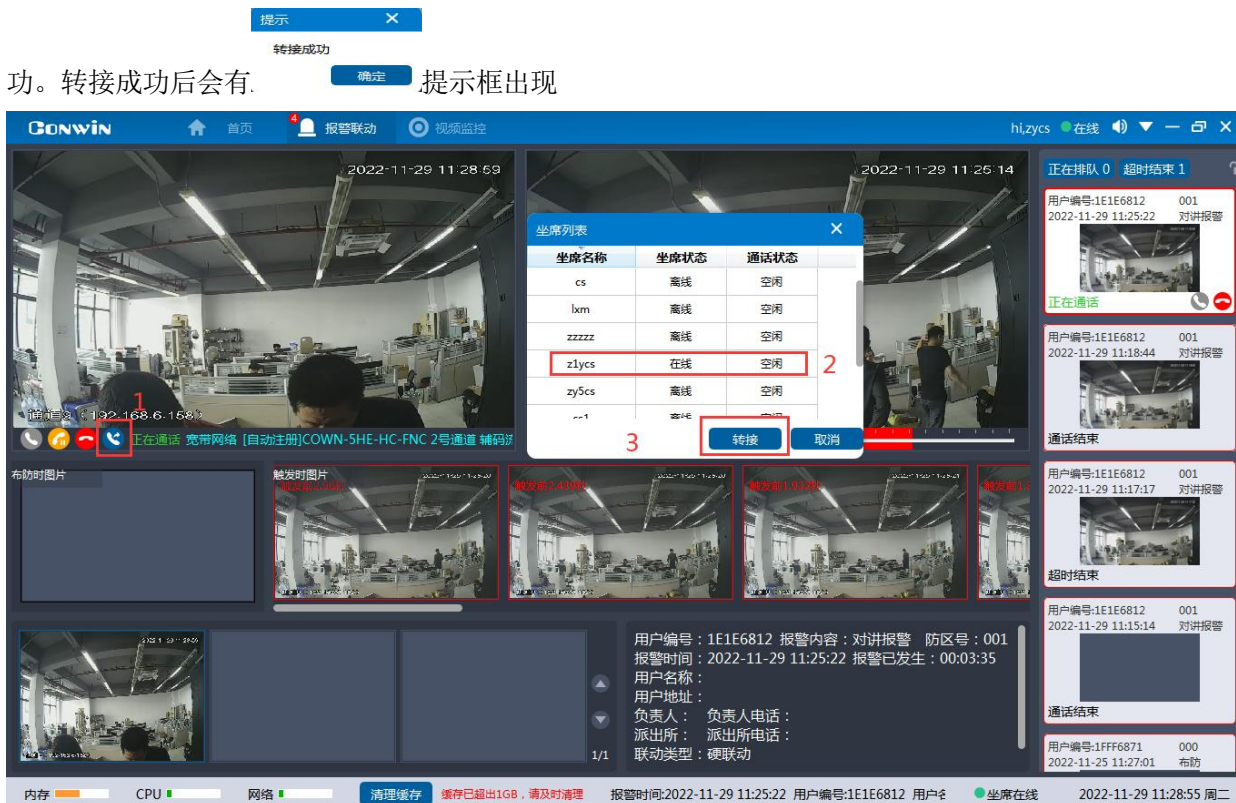 提示 ×
转接成功
功。转接成功后会有 确定 提示框出现
CONWIN 首页 4 报警联动 视频监控 hi,zycs 在线
2022-11-29 11:28:59
2022-11-29 11:25:14
正在排队 0 超时结束 1
坐席列表 ×
坐席名称 坐席状态 通话状态
cs 离线 空闲
lxm 离线 空闲
zzzzz 离线 空闲
z1ycs 在线 空闲 2
zy5cs 离线 空闲
3 转接 取消
1
正在通话 宽带网络 [自动注册]COWN-5HE-HC-FNC 2号通道 辅码流
用户编号:1E1E6812 001
2022-11-29 11:25:22 对讲报警
正在通话
用户编号:1E1E6812 001
2022-11-29 11:18:44 对讲报警
通话结束
用户编号:1E1E6812 001
2022-11-29 11:17:17 对讲报警
超时结束
用户编号:1E1E6812 001
2022-11-29 11:15:14 对讲报警
通话结束
用户编号:1FFF6871 000
2022-11-25 11:27:01 布防
布防时图片
触发时图片
用户编号：1E1E6812 报警内容：对讲报警 防区号：001
报警时间：2022-11-29 11:25:22 报警已发生：00:03:35
用户名称：
用户地址：
负责人： 负责人电话：
派出所： 派出所电话：
联动类型：硬联动
1/1
内存 CPU 网络 清理缓存 缓存已超出1GB，请及时清理 报警时间:2022-11-29 11:25:22 用户编号:1E1E6812 坐席在线 2022-11-29 11:28:55 周二